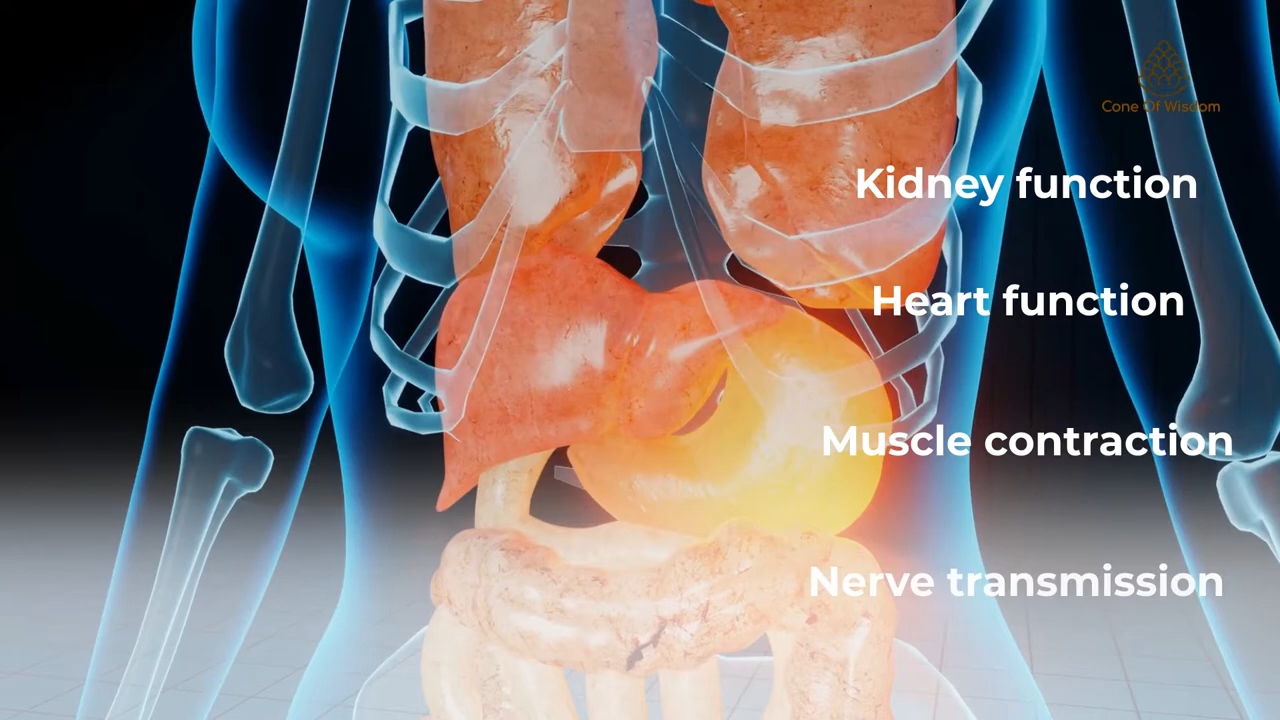 Cone Of Wisdom
Kidney function
Heart function
Muscle contraction
Nerve transmission